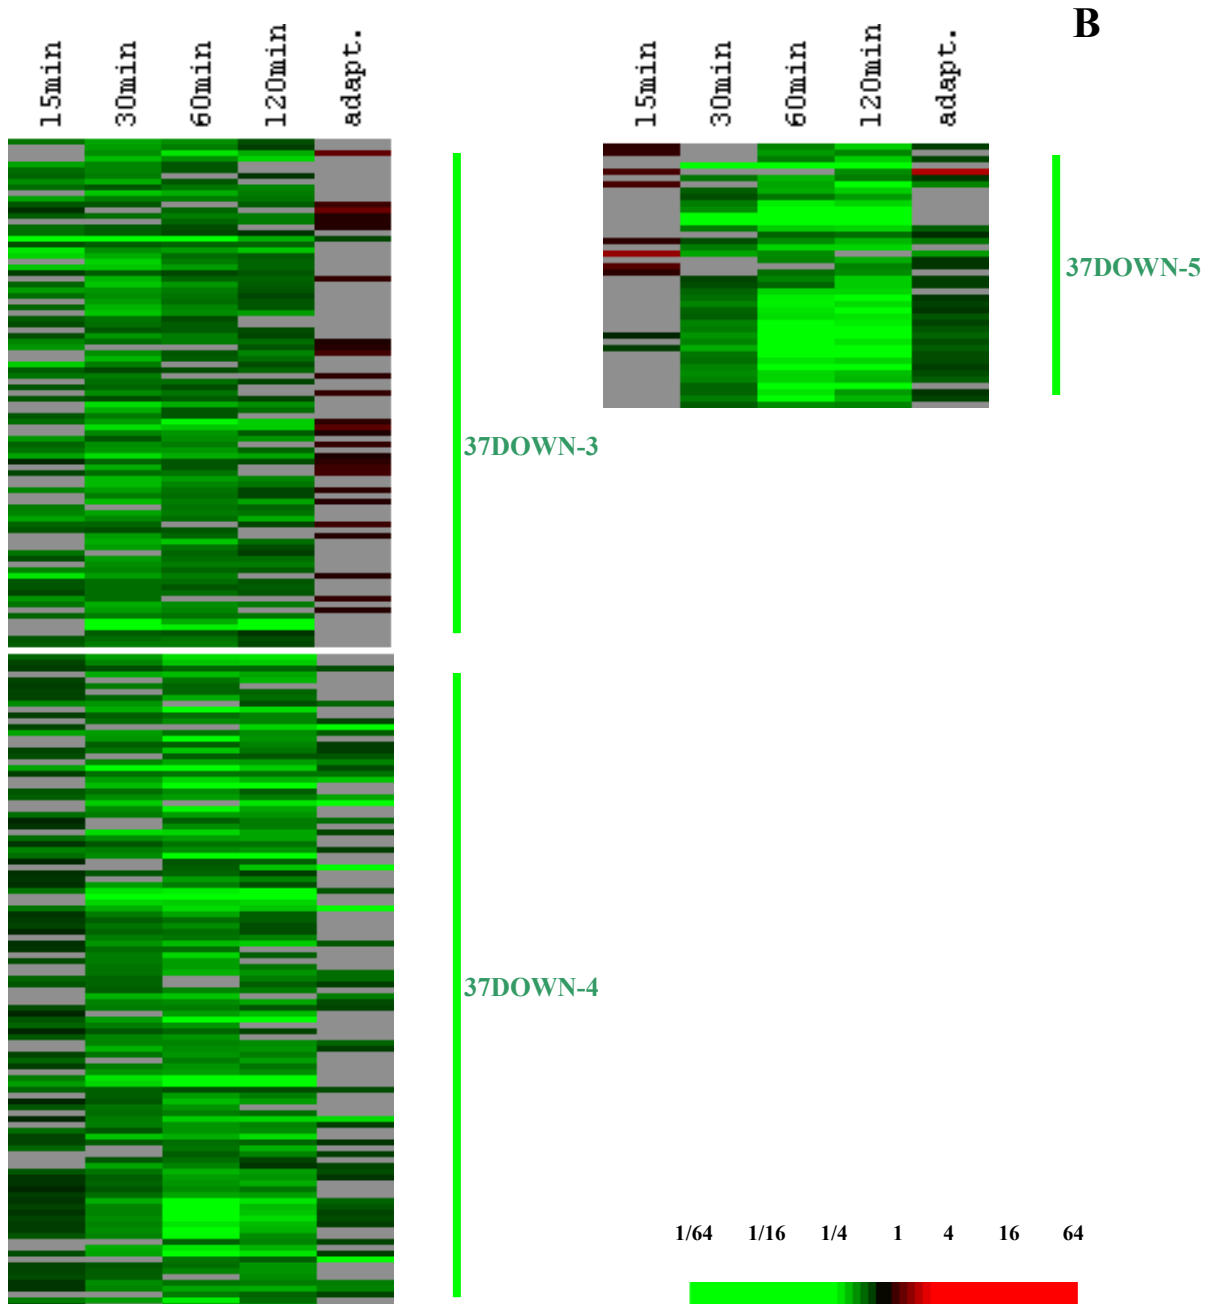 B
15min 30min 60min 120min adapt.
15min 30min 60min 120min adapt.
37DOWN-5
37DOWN-3
37DOWN-4
1/64 1/16 1/4 1 4 16 64